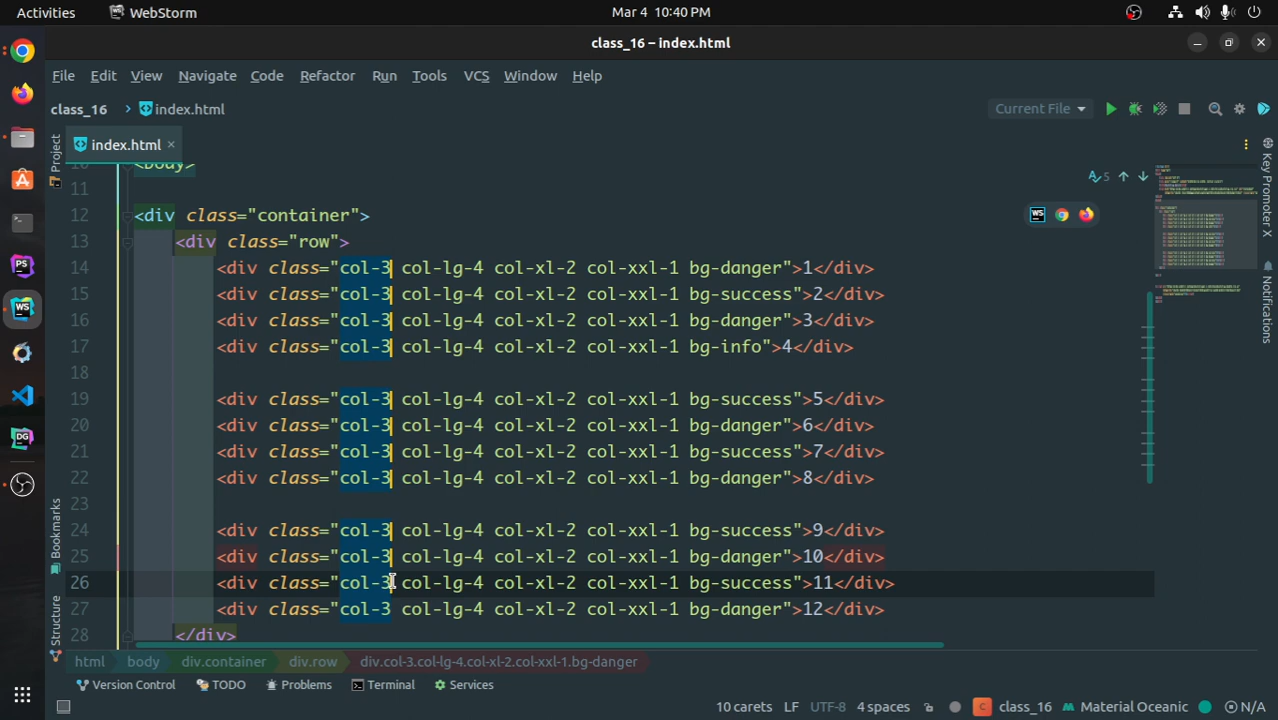 Activities
WebStorm
Mar 4 10:40 PM
class_16 – index.html
File Edit View Navigate Code Refactor Run Tools VCS Window Help
class_16 > index.html
Current File
index.html ×
Project
Key Promoter X
Notifications
Bookmarks
Structure
5
10 <body>
11
12 <div class="container">
13 <div class="row">
14 <div class="col-3 col-lg-4 col-xl-2 col-xxl-1 bg-danger">1</div>
15 <div class="col-3 col-lg-4 col-xl-2 col-xxl-1 bg-success">2</div>
16 <div class="col-3 col-lg-4 col-xl-2 col-xxl-1 bg-danger">3</div>
17 <div class="col-3 col-lg-4 col-xl-2 col-xxl-1 bg-info">4</div>
18
19 <div class="col-3 col-lg-4 col-xl-2 col-xxl-1 bg-success">5</div>
20 <div class="col-3 col-lg-4 col-xl-2 col-xxl-1 bg-danger">6</div>
21 <div class="col-3 col-lg-4 col-xl-2 col-xxl-1 bg-success">7</div>
22 <div class="col-3 col-lg-4 col-xl-2 col-xxl-1 bg-danger">8</div>
23
24 <div class="col-3 col-lg-4 col-xl-2 col-xxl-1 bg-success">9</div>
25 <div class="col-3 col-lg-4 col-xl-2 col-xxl-1 bg-danger">10</div>
26 <div class="col-3 col-lg-4 col-xl-2 col-xxl-1 bg-success">11</div>
27 <div class="col-3 col-lg-4 col-xl-2 col-xxl-1 bg-danger">12</div>
28 </div>
html body div.container div.row div.col-3.col-lg-4.col-xl-2.col-xxl-1.bg-danger
Version Control TODO Problems Terminal Services
10 carets LF UTF-8 4 spaces C class_16 Material Oceanic N/A